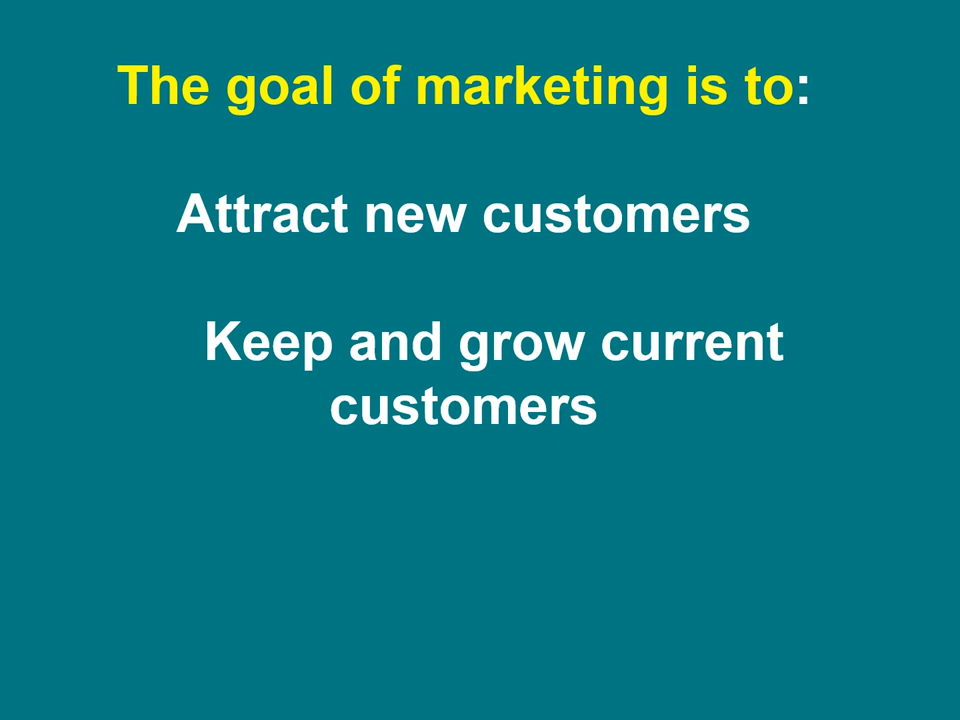 The goal of marketing is to:
Attract new customers
Keep and grow current
customers